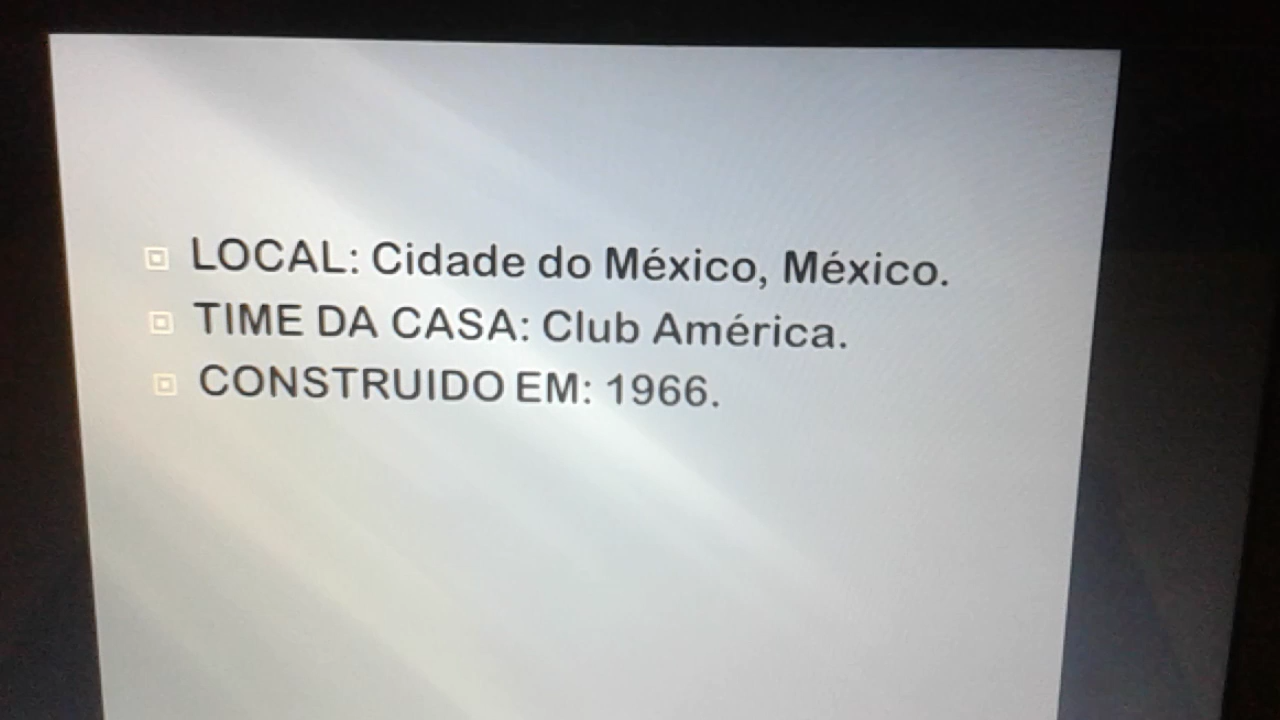 LOCAL: Cidade do México, México.
TIME DA CASA: Club América.
CONSTRUIDO EM: 1966.